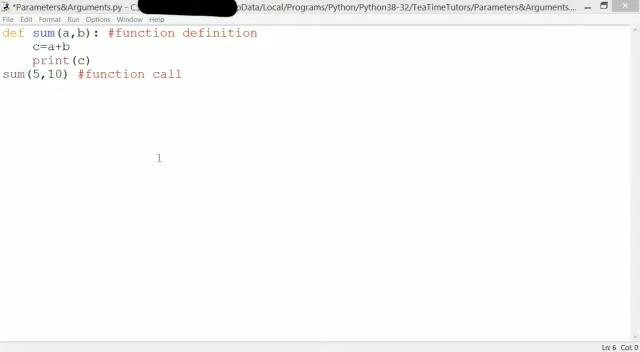 *Parameters&Arguments.py - C: pData/Local/Programs/Python/Python38-32/TeaTimeTutors/Parameters&Arguments....
File Edit Format Run Options Window Help
def sum(a,b): #function definition
c=a+b
print(c)
sum(5,10) #function call
Ln: 6 Col: 0